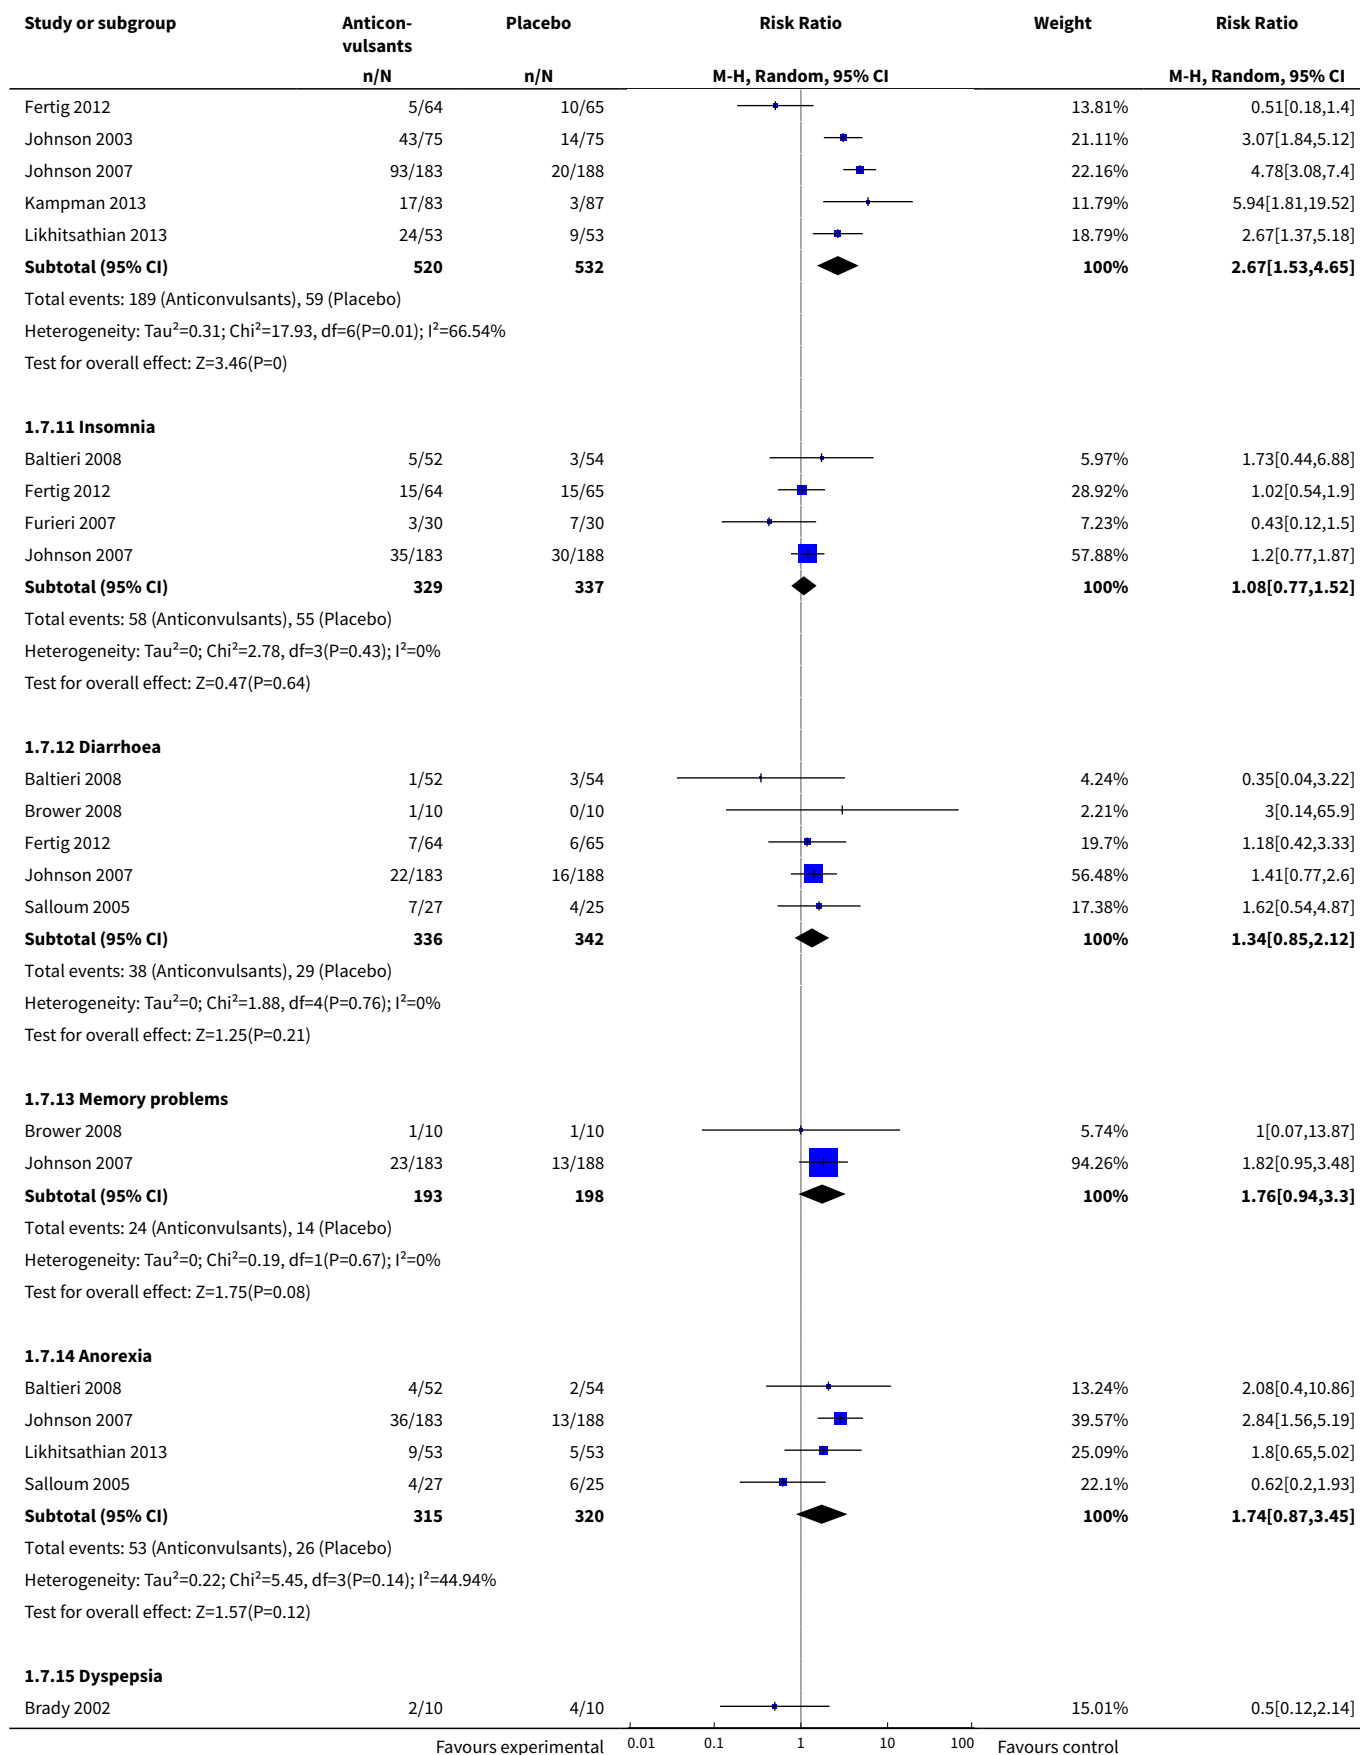 Study or subgroup Anticon- Placebo Risk Ratio Weight Risk Ratio
vulsants
n/N n/N M-H, Random, 95% CI M-H, Random, 95% CI
Fertig 2012 5/64 10/65 13.81% 0.51[0.18,1.4]
Johnson 2003 43/75 14/75 21.11% 3.07[1.84,5.12]
Johnson 2007 93/183 20/188 22.16% 4.78[3.08,7.4]
Kampman 2013 17/83 3/87 11.79% 5.94[1.81,19.52]
Likhitsathian 2013 24/53 9/53 18.79% 2.67[1.37,5.18]
Subtotal (95% CI) 520 532 100% 2.67[1.53,4.65]
Total events: 189 (Anticonvulsants), 59 (Placebo)
Heterogeneity: Tau²=0.31; Chi²=17.93, df=6(P=0.01); I²=66.54%
Test for overall effect: Z=3.46(P=0)
1.7.11 Insomnia
Baltieri 2008 5/52 3/54 5.97% 1.73[0.44,6.88]
Fertig 2012 15/64 15/65 28.92% 1.02[0.54,1.9]
Furieri 2007 3/30 7/30 7.23% 0.43[0.12,1.5]
Johnson 2007 35/183 30/188 57.88% 1.2[0.77,1.87]
Subtotal (95% CI) 329 337 100% 1.08[0.77,1.52]
Total events: 58 (Anticonvulsants), 55 (Placebo)
Heterogeneity: Tau²=0; Chi²=2.78, df=3(P=0.43); I²=0%
Test for overall effect: Z=0.47(P=0.64)
1.7.12 Diarrhoea
Baltieri 2008 1/52 3/54 4.24% 0.35[0.04,3.22]
Brower 2008 1/10 0/10 2.21% 3[0.14,65.9]
Fertig 2012 7/64 6/65 19.7% 1.18[0.42,3.33]
Johnson 2007 22/183 16/188 56.48% 1.41[0.77,2.6]
Salloum 2005 7/27 4/25 17.38% 1.62[0.54,4.87]
Subtotal (95% CI) 336 342 100% 1.34[0.85,2.12]
Total events: 38 (Anticonvulsants), 29 (Placebo)
Heterogeneity: Tau²=0; Chi²=1.88, df=4(P=0.76); I²=0%
Test for overall effect: Z=1.25(P=0.21)
1.7.13 Memory problems
Brower 2008 1/10 1/10 5.74% 1[0.07,13.87]
Johnson 2007 23/183 13/188 94.26% 1.82[0.95,3.48]
Subtotal (95% CI) 193 198 100% 1.76[0.94,3.3]
Total events: 24 (Anticonvulsants), 14 (Placebo)
Heterogeneity: Tau²=0; Chi²=0.19, df=1(P=0.67); I²=0%
Test for overall effect: Z=1.75(P=0.08)
1.7.14 Anorexia
Baltieri 2008 4/52 2/54 13.24% 2.08[0.4,10.86]
Johnson 2007 36/183 13/188 39.57% 2.84[1.56,5.19]
Likhitsathian 2013 9/53 5/53 25.09% 1.8[0.65,5.02]
Salloum 2005 4/27 6/25 22.1% 0.62[0.2,1.93]
Subtotal (95% CI) 315 320 100% 1.74[0.87,3.45]
Total events: 53 (Anticonvulsants), 26 (Placebo)
Heterogeneity: Tau²=0.22; Chi²=5.45, df=3(P=0.14); I²=44.94%
Test for overall effect: Z=1.57(P=0.12)
1.7.15 Dyspepsia
Brady 2002 2/10 4/10 15.01% 0.5[0.12,2.14]
Favours experimental 0.01 0.1 1 10 100 Favours control